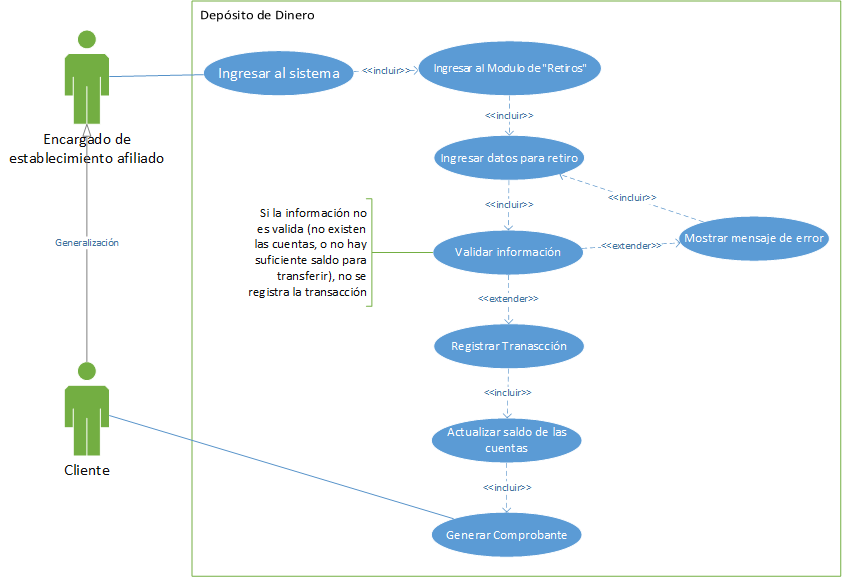 Depósito de Dinero
Ingresar al sistema
<<incluir>>
Ingresar al Modulo de "Retiros"
<<incluir>>
Encargado de
establecimiento afiliado
Ingresar datos para retiro
<<incluir>>
<<incluir>>
Si la información no
es valida (no existen
las cuentas, o no hay
suficiente saldo para
transferir), no se
registra la transacción
Generalización
Validar información
<<extender>>
Mostrar mensaje de error
<<extender>>
Registrar Tranascción
<<incluir>>
Actualizar saldo de las
cuentas
Cliente
<<incluir>>
Generar Comprobante